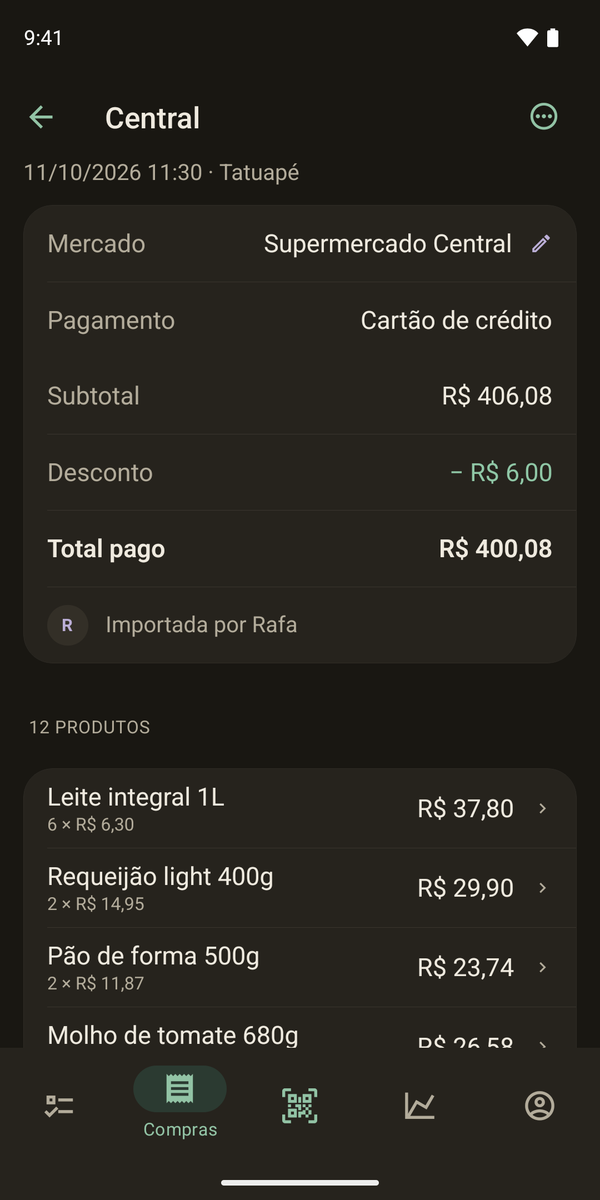 9:41
Central
11/10/2026 11:30 · Tatuapé
Mercado Supermercado Central
Pagamento Cartão de crédito
Subtotal R$ 406,08
Desconto − R$ 6,00
Total pago R$ 400,08
R Importada por Rafa
12 PRODUTOS
Leite integral 1L R$ 37,80
6 × R$ 6,30
Requeijão light 400g R$ 29,90
2 × R$ 14,95
Pão de forma 500g R$ 23,74
2 × R$ 11,87
Molho de tomate 680g R$ 26,58
Compras